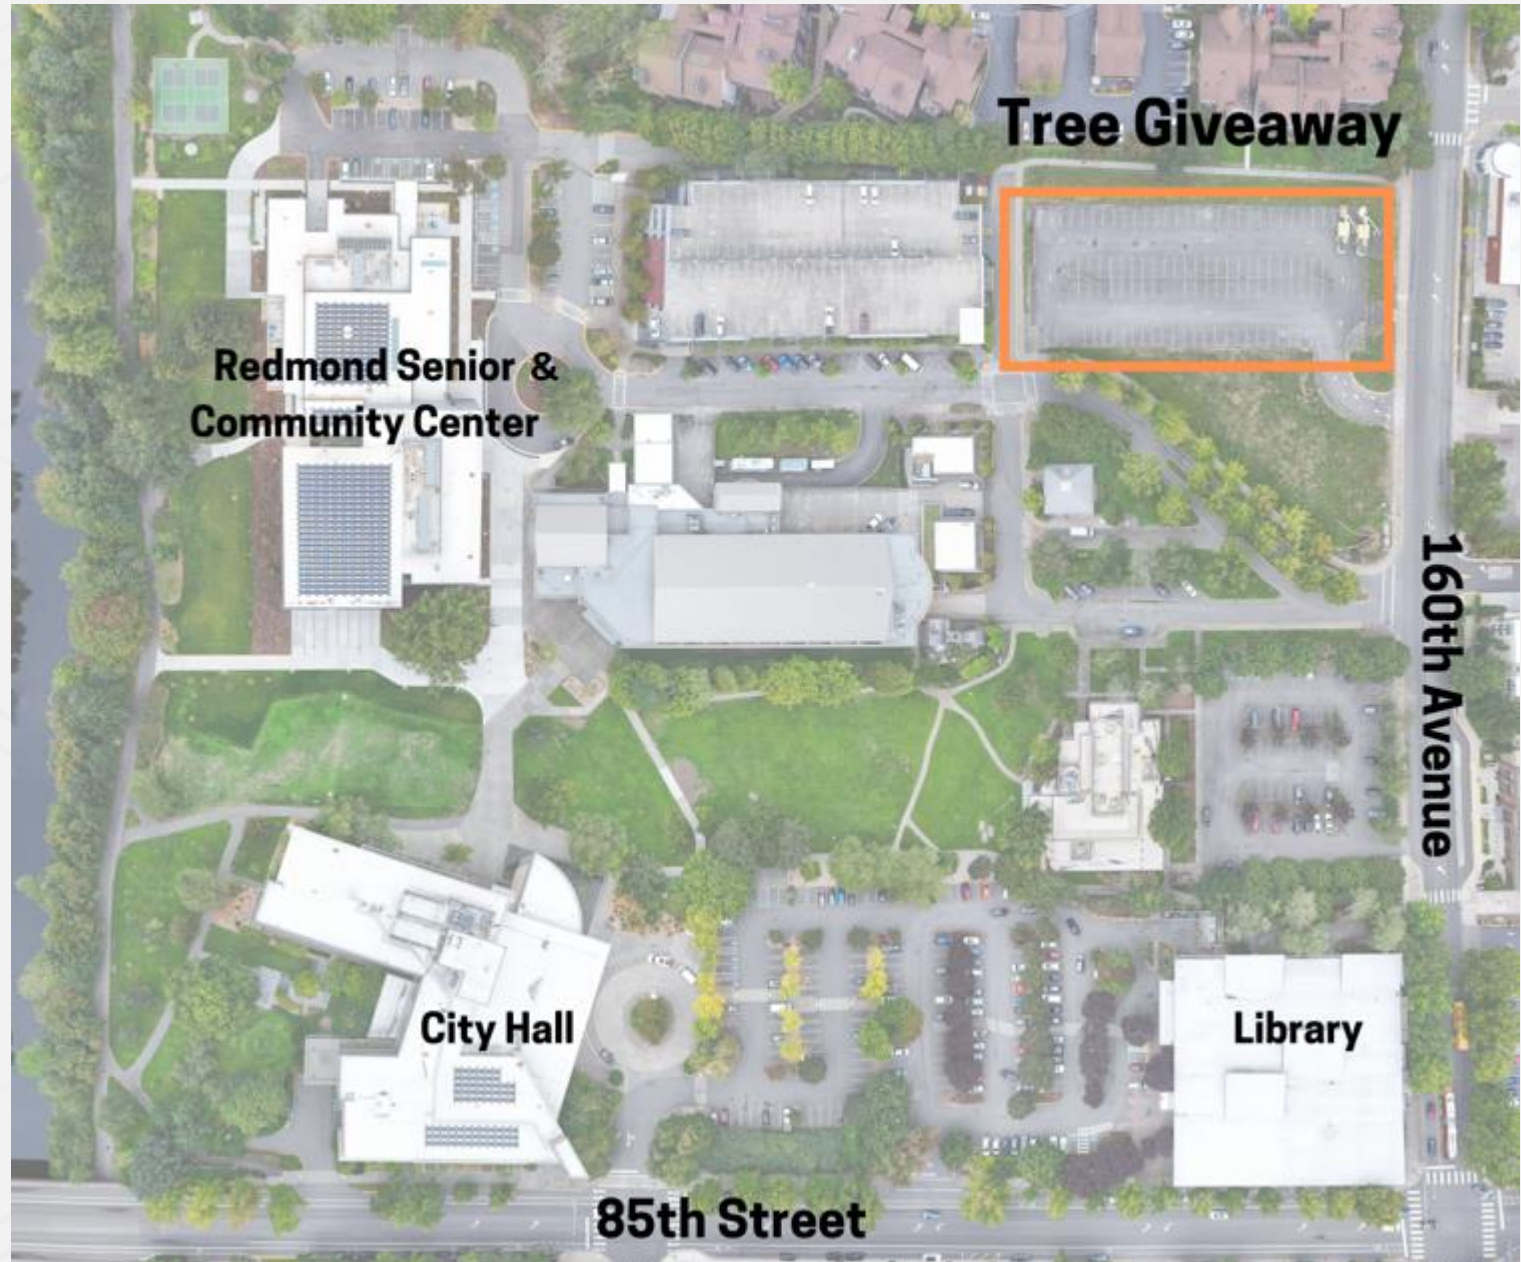 Tree Giveaway
Redmond Senior &
Community Center
160th Avenue
City Hall
Library
85th Street